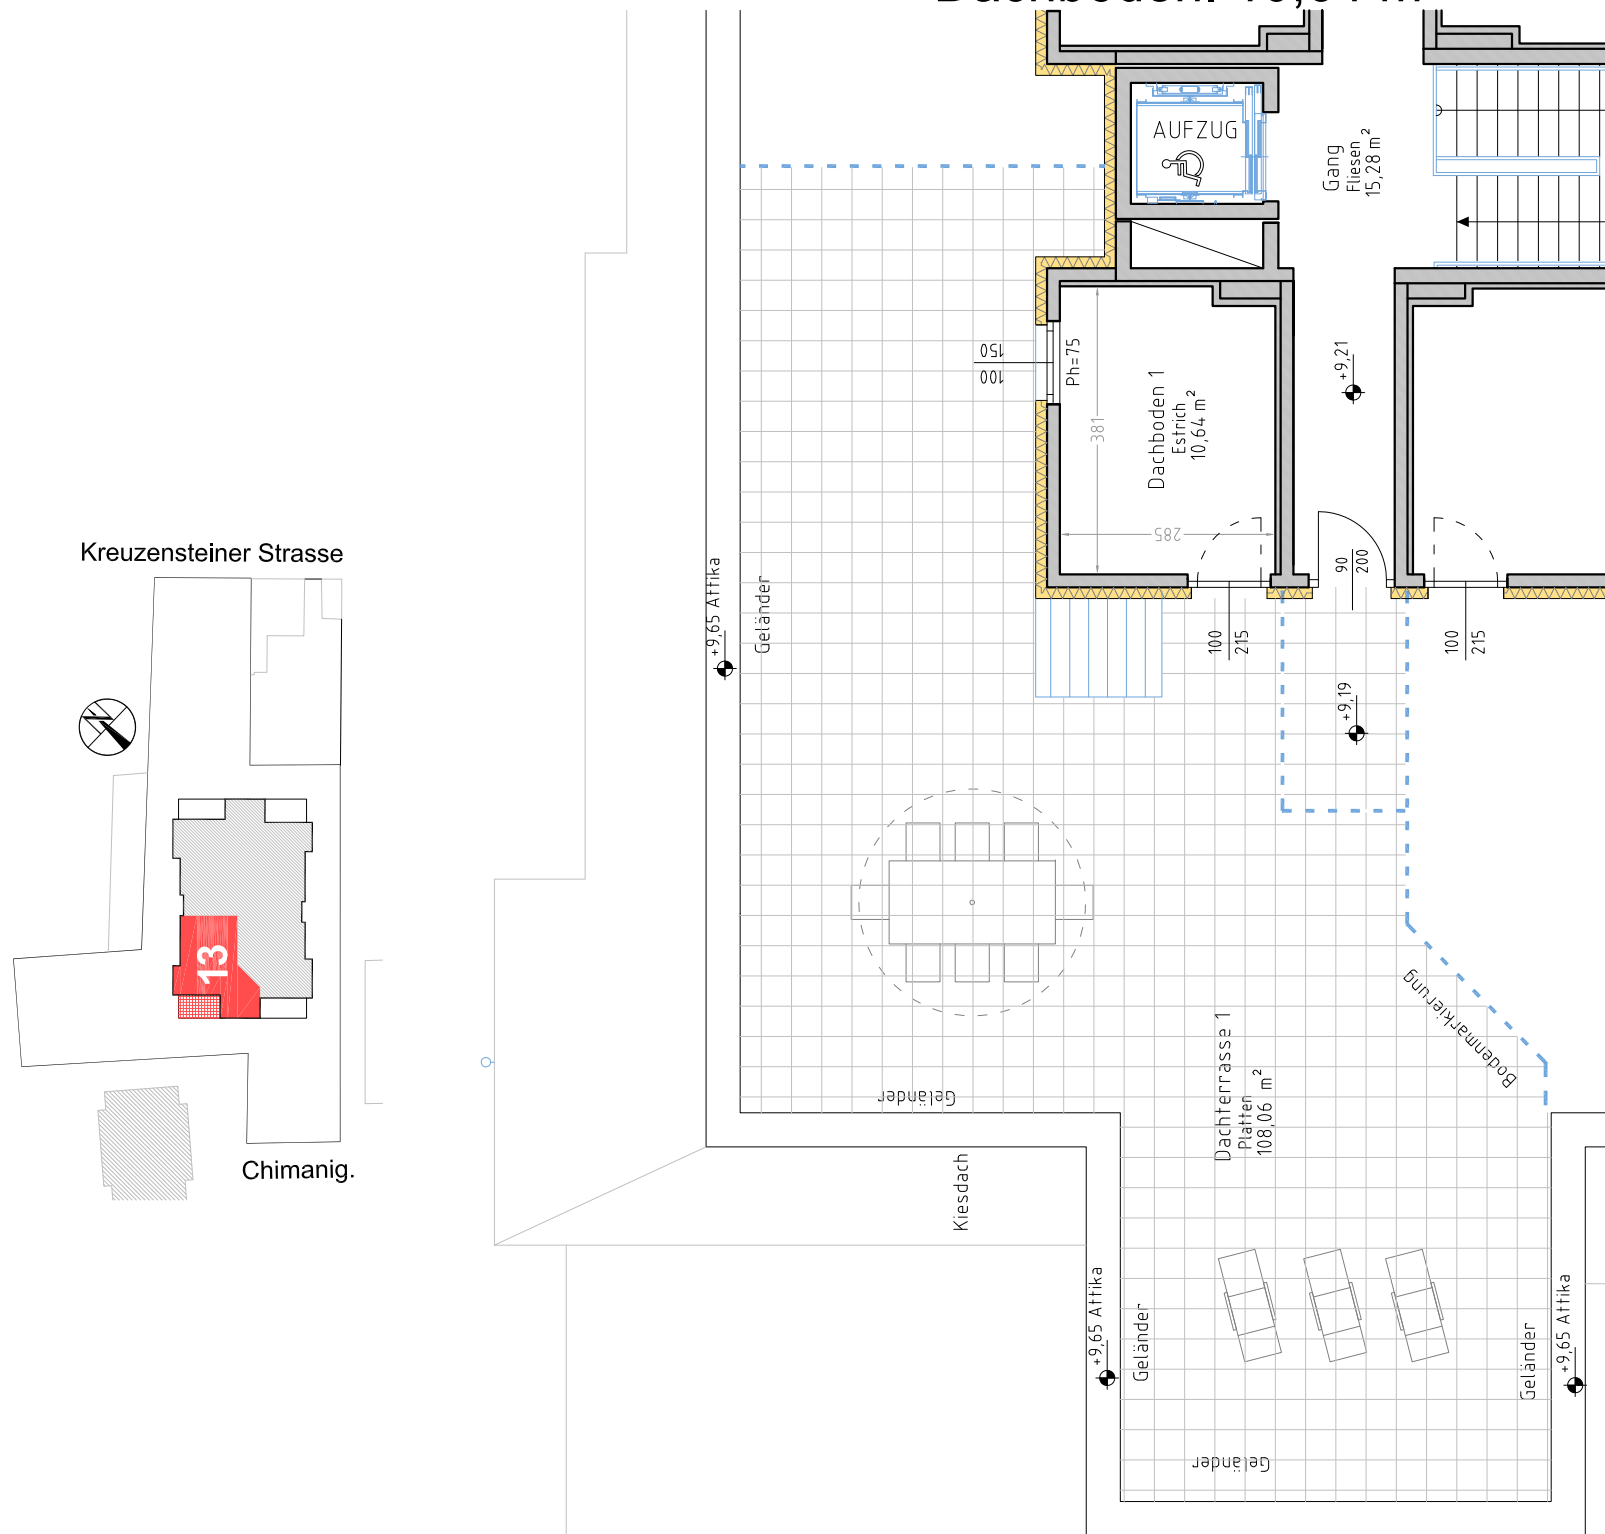 AUFZUG
Gang
Fliesen
15,28 m²
+9,21
150
100
Ph=75
Dachboden 1
Estrich
10,64 m²
381
285
90
200
100
215
100
215
+9,19
+9,65 Attika
Geländer
Kreuzensteiner Strasse
N
13
Chimanig.
Bodenmarkierung
Dachterrasse 1
Platten
108,06 m²
Geländer
Kiesdach
+9,65 Attika
Geländer
Geländer
+9,65 Attika
Geländer